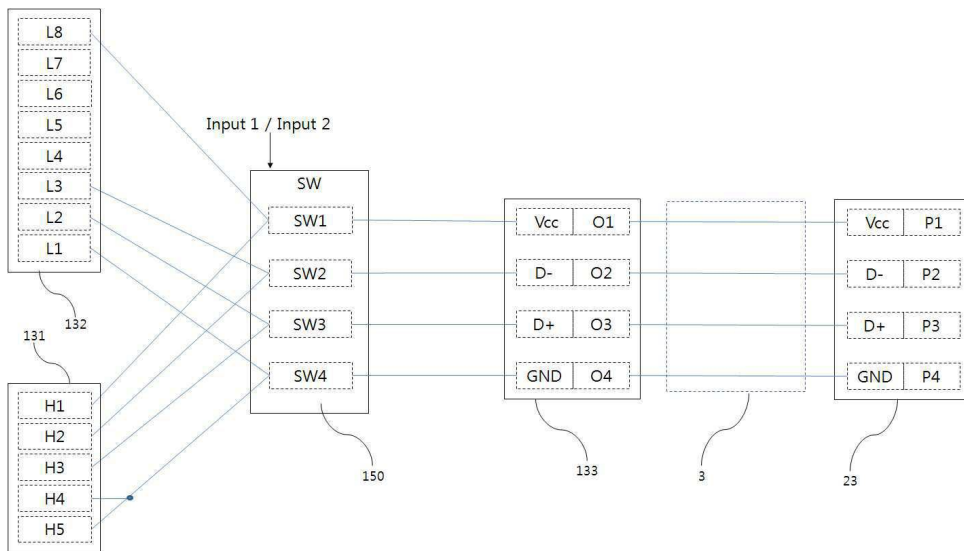 L8
L7
L6
L5
L4
L3
L2
L1
132
131
H1
H2
H3
H4
H5
Input 1 / Input 2
SW
SW1
SW2
SW3
SW4
150
Vcc O1
D- O2
D+ O3
GND O4
133
3
Vcc P1
D- P2
D+ P3
GND P4
23